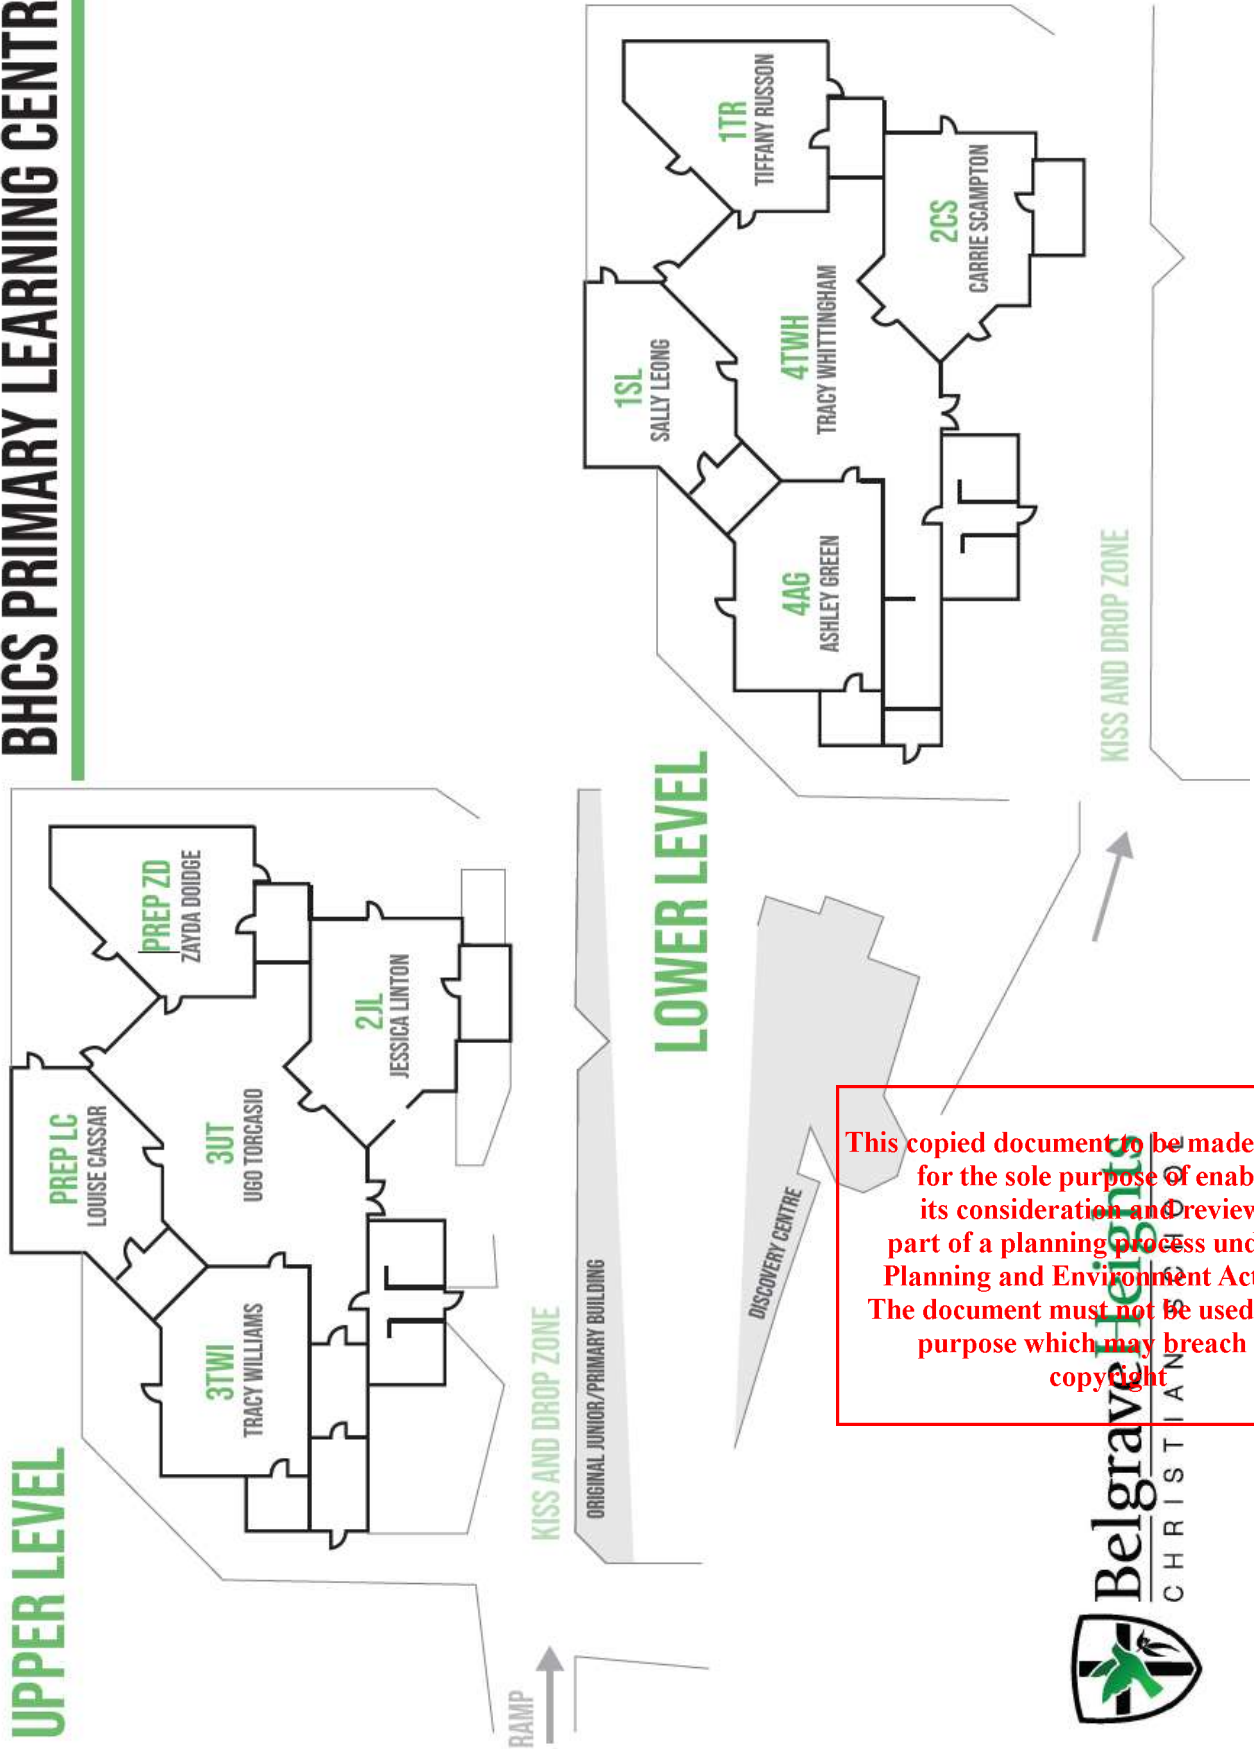 BHCS PRIMARY LEARNING CENTR
UPPER LEVEL
PREP LC
LOUISE CASSAR
PREP ZD
ZAYDA DOIDGE
3UT
UGO TORCASIO
3TWI
TRACY WILLIAMS
2JL
JESSICA LINTON
RAMP
KISS AND DROP ZONE
ORIGINAL JUNIOR/PRIMARY BUILDING
LOWER LEVEL
1SL
SALLY LEONG
1TR
TIFFANY RUSSON
4TWH
TRACY WHITTINGHAM
4AG
ASHLEY GREEN
2CS
CARRIE SCAMPTON
DISCOVERY CENTRE
KISS AND DROP ZONE
Belgrave Heights
CHRISTIAN SCHOOL
This copied document to be made
for the sole purpose of enab
its consideration and review
part of a planning process und
Planning and Environment Act
The document must not be used
purpose which may breach
copyright